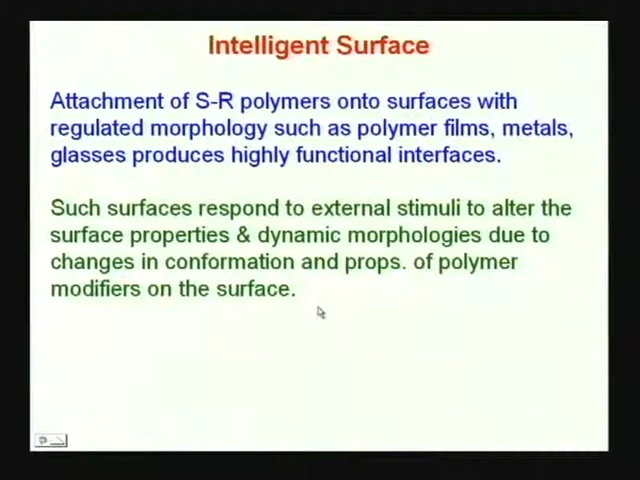 Intelligent Surface
Attachment of S-R polymers onto surfaces with
regulated morphology such as polymer films, metals,
glasses produces highly functional interfaces.
Such surfaces respond to external stimuli to alter the
surface properties & dynamic morphologies due to
changes in conformation and props. of polymer
modifiers on the surface.